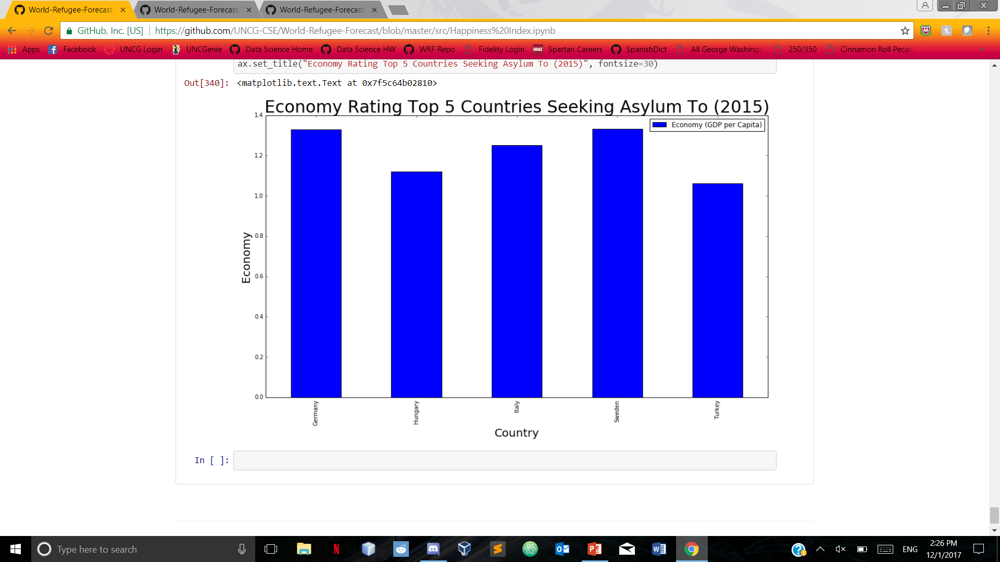 World-Refugee-Forecast/
World-Refugee-Forecast/
World-Refugee-Forecast/
GitHub, Inc. [US]
https://github.com/UNCG-CSE/World-Refugee-Forecast/blob/master/src/Happiness%20Index.ipynb
Apps
Facebook
UNCG Login
UNCGenie
Data Science Home
Data Science HW
WRF Repo
Fidelity Login
BB&T
Spartan Careers
SpanishDict
All George Washingt
250/350
Cinnamon Roll Pecan
ax.set_title("Economy Rating Top 5 Countries Seeking Asylum To (2015)", fontsize=30)
Out[340]: <matplotlib.text.Text at 0x7f5c64b02810>
Economy Rating Top 5 Countries Seeking Asylum To (2015)
Economy (GDP per Capita)
1.4
1.2
1.0
0.8
0.6
0.4
0.2
0.0
Economy
Germany
Hungary
Italy
Sweden
Turkey
Country
In [ ]:
Type here to search
ENG
2:26 PM
12/1/2017